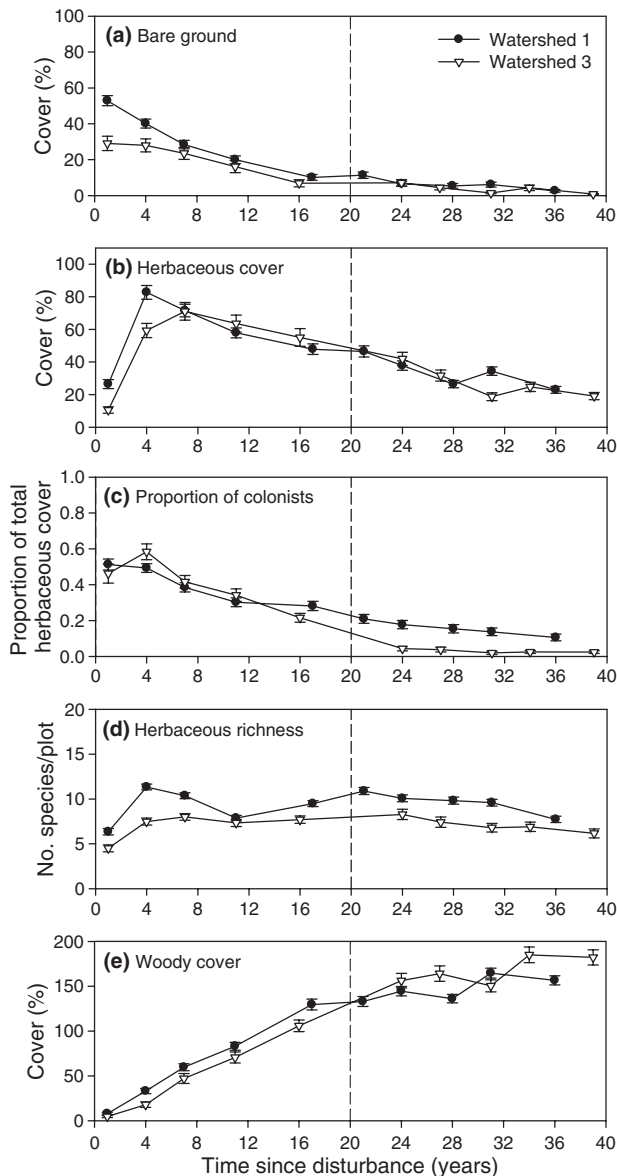 (a) Bare ground
Watershed 1
Watershed 3
Cover (%)
100
80
60
40
20
0
0 4 8 12 16 20 24 28 32 36 40
(b) Herbaceous cover
Cover (%)
100
80
60
40
20
0
0 4 8 12 16 20 24 28 32 36 40
(c) Proportion of colonists
Proportion of total
herbaceous cover
1.0
0.8
0.6
0.4
0.2
0.0
0 4 8 12 16 20 24 28 32 36 40
(d) Herbaceous richness
No. species/plot
20
15
10
5
0
0 4 8 12 16 20 24 28 32 36 40
(e) Woody cover
Cover (%)
200
150
100
50
0
0 4 8 12 16 20 24 28 32 36 40
Time since disturbance (years)